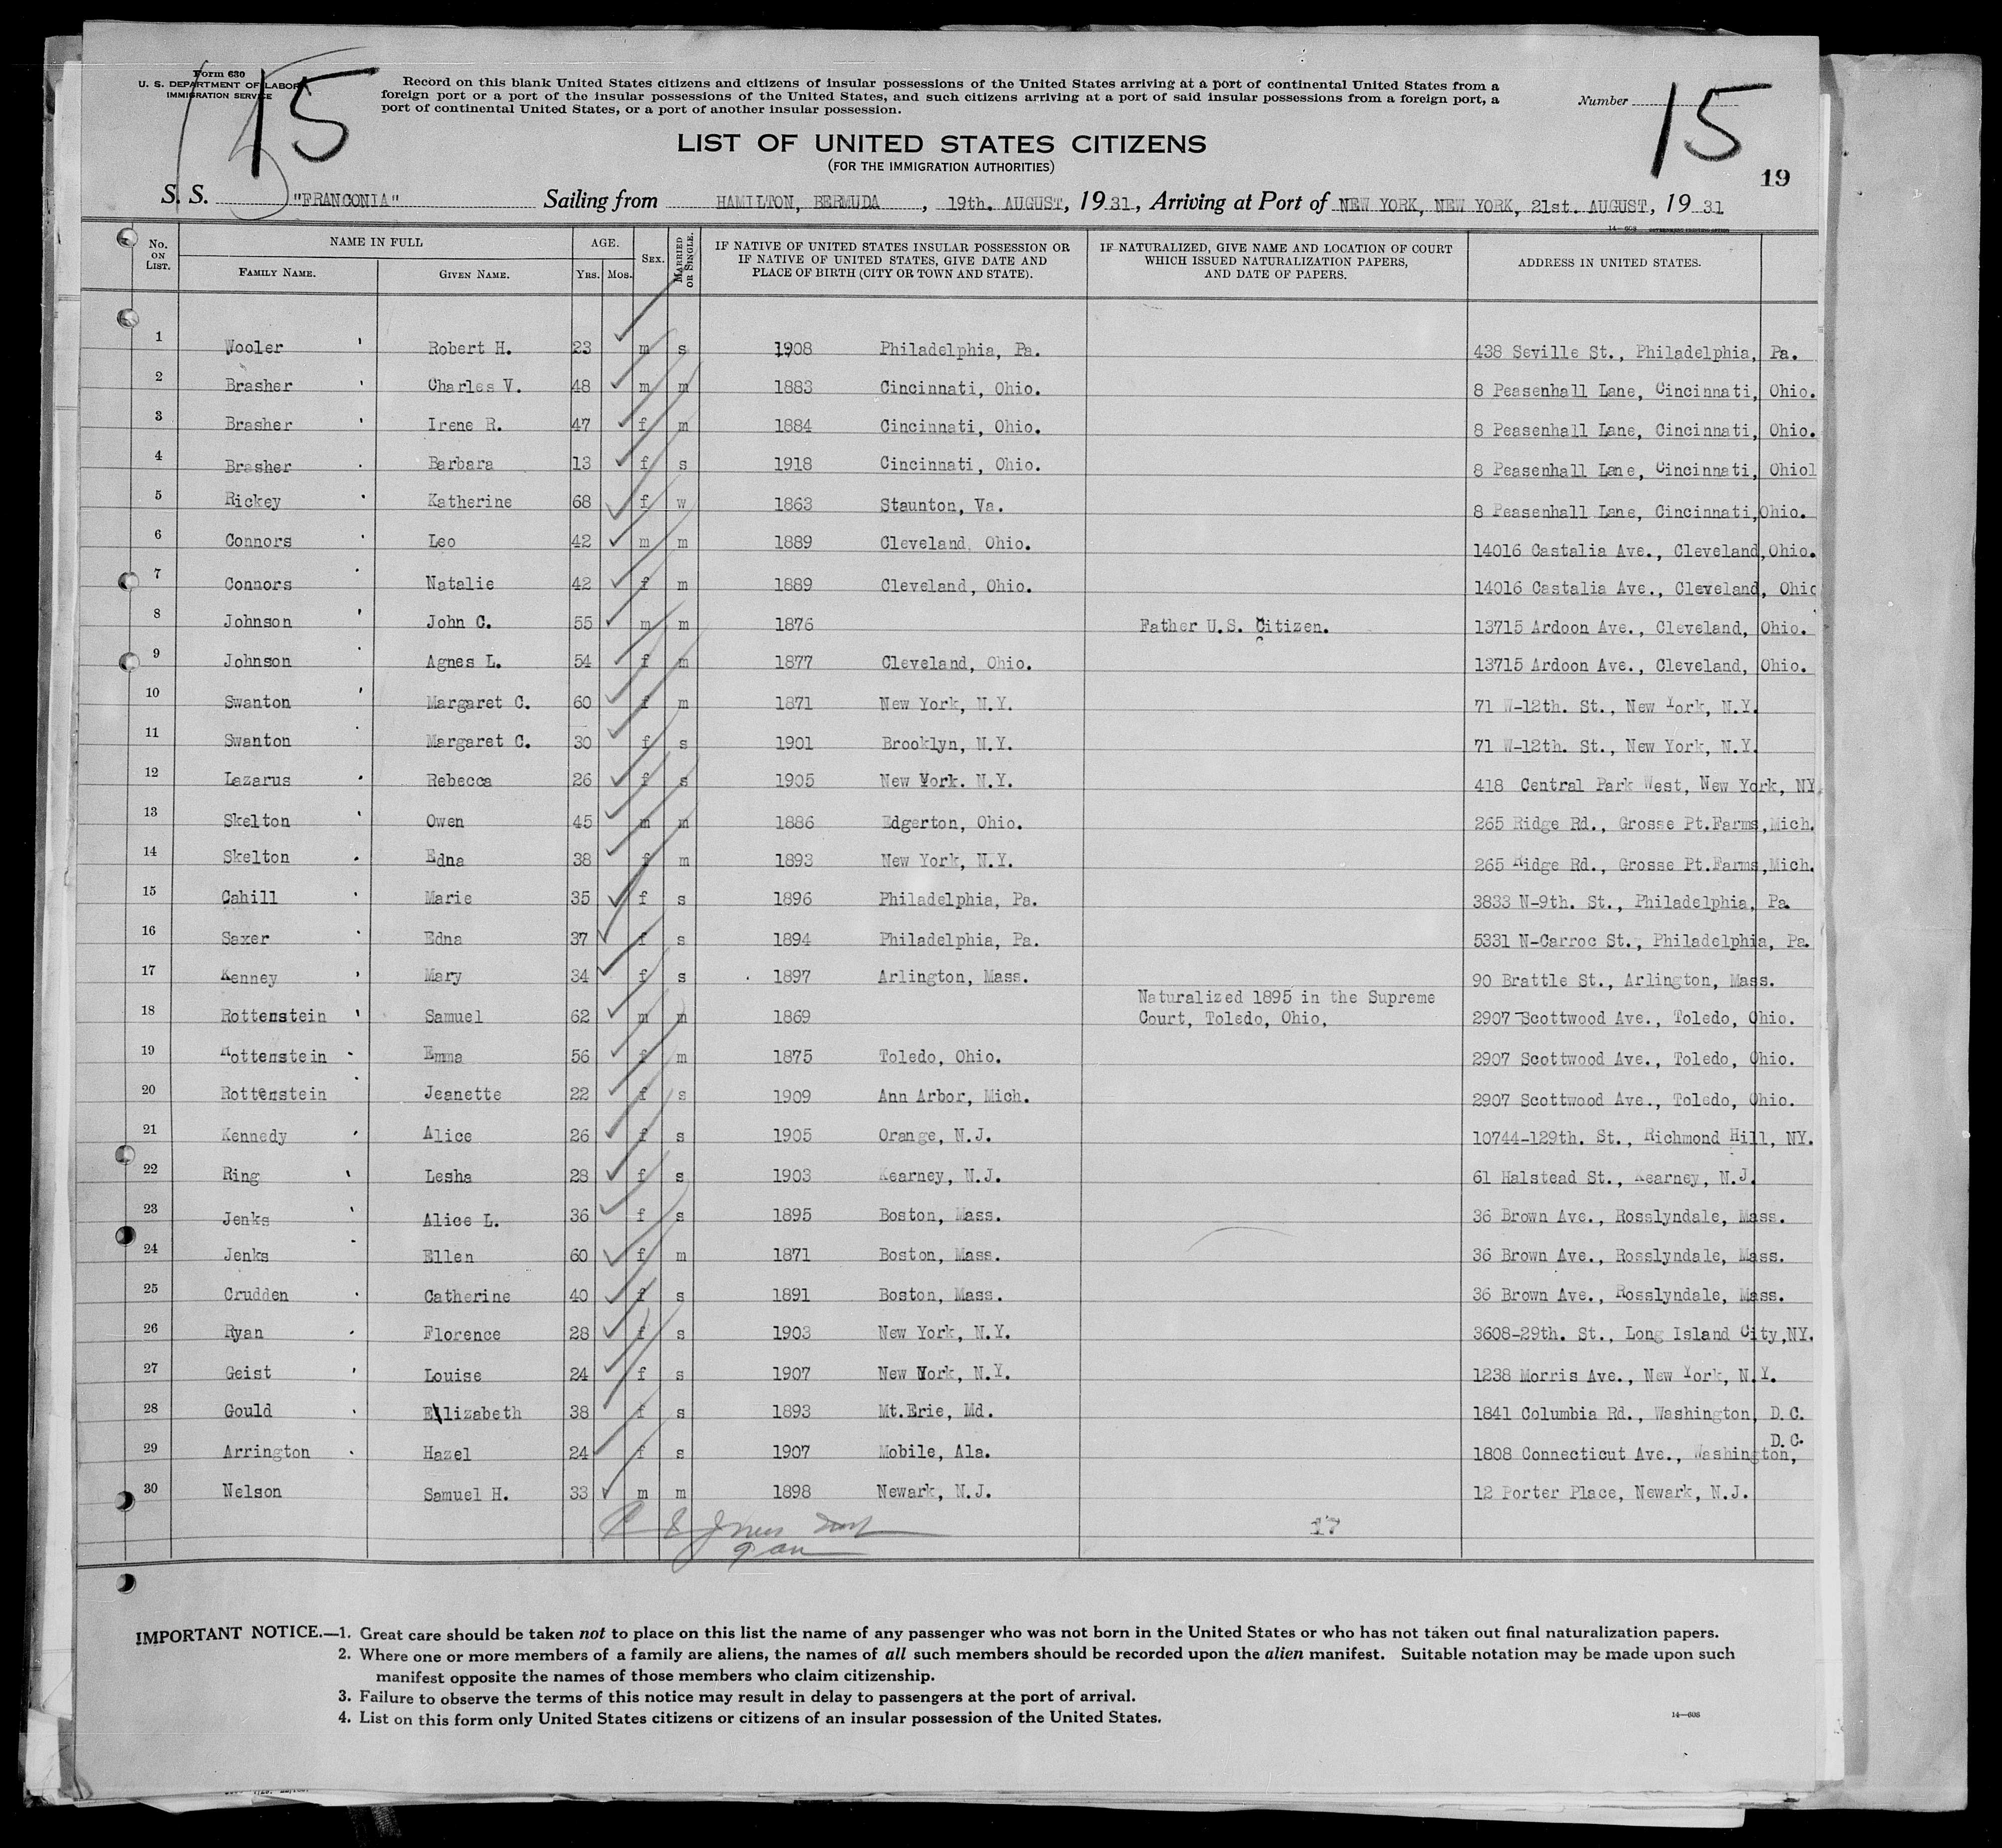 Form 630
U. S. DEPARTMENT OF LABOR
IMMIGRATION SERVICE
15
Record on this blank United States citizens and citizens of insular possessions of the United States arriving at a port of continental United States from a
foreign port or a port of the insular possessions of the United States, and such citizens arriving at a port of said insular possessions from a foreign port, a
port of continental United States, or a port of another insular possession.
Number 15
LIST OF UNITED STATES CITIZENS
(FOR THE IMMIGRATION AUTHORITIES)
19
S. S. "FRANCONIA" Sailing from HAMILTON, BERMUDA, 19th. AUGUST, 1931, Arriving at Port of NEW YORK, NEW YORK, 21st. AUGUST, 1931
No. ON LIST. NAME IN FULL FAMILY NAME. GIVEN NAME. AGE. YRS. MOS. SEX. MARRIED OR SINGLE. IF NATIVE OF UNITED STATES INSULAR POSSESSION OR IF NATIVE OF UNITED STATES, GIVE DATE AND PLACE OF BIRTH (CITY OR TOWN AND STATE). IF NATURALIZED, GIVE NAME AND LOCATION OF COURT WHICH ISSUED NATURALIZATION PAPERS, AND DATE OF PAPERS. ADDRESS IN UNITED STATES.
1 Wooler Robert H. 23 m s 1908 Philadelphia, Pa. 438 Seville St., Philadelphia, Pa.
2 Brasher Charles V. 48 m m 1883 Cincinnati, Ohio. 8 Peasenhall Lane, Cincinnati, Ohio.
3 Brasher Irene R. 47 f m 1884 Cincinnati, Ohio. 8 Peasenhall Lane, Cincinnati, Ohio.
4 Brasher Barbara 13 f s 1918 Cincinnati, Ohio. 8 Peasenhall Lane, Cincinnati, Ohiol
5 Rickey Katherine 68 f w 1863 Staunton, Va. 8 Peasenhall Lane, Cincinnati,Ohio.
6 Connors Leo 42 m m 1889 Cleveland, Ohio. 14016 Castalia Ave., Cleveland,Ohio.
7 Connors Natalie 42 f m 1889 Cleveland, Ohio. 14016 Castalia Ave., Cleveland, Ohio
8 Johnson John C. 55 m m 1876 Father U.S. Citizen. 13715 Ardoon Ave., Cleveland, Ohio.
9 Johnson Agnes L. 54 f m 1877 Cleveland, Ohio. 13715 Ardoon Ave., Cleveland, Ohio.
10 Swanton Margaret C. 60 f m 1871 New York, N.Y. 71 W-12th. St., New York, N.Y.
11 Swanton Margaret C. 30 f s 1901 Brooklyn, N.Y. 71 W-12th. St., New York, N.Y.
12 Lazarus Rebecca 26 f s 1905 New York. N.Y. 418 Central Park West, New York, NY
13 Skelton Owen 45 m m 1886 Edgerton, Ohio. 265 Ridge Rd., Grosse Pt.Farms,Mich.
14 Skelton Edna 38 f m 1893 New York, N.Y. 265 Ridge Rd., Grosse Pt.Farms,Mich.
15 Cahill Marie 35 f s 1896 Philadelphia, Pa. 3833 N-9th. St., Philadelphia, Pa.
16 Saxer Edna 37 f s 1894 Philadelphia, Pa. 5331 N-Carroc St., Philadelphia, Pa.
17 Kenney Mary 34 f s 1897 Arlington, Mass. 90 Brattle St., Arlington, Mass.
18 Rottenstein Samuel 62 m m 1869 Naturalized 1895 in the Supreme Court, Toledo, Ohio, 2907 Scottwood Ave., Toledo, Ohio.
19 Rottenstein Emma 56 f m 1875 Toledo, Ohio. 2907 Scottwood Ave., Toledo, Ohio.
20 Rottenstein Jeanette 22 f s 1909 Ann Arbor, Mich. 2907 Scottwood Ave., Toledo, Ohio.
21 Kennedy Alice 26 f s 1905 Orange, N.J. 10744-129th. St., Richmond Hill, NY.
22 Ring Lesha 28 f s 1903 Kearney, N.J. 61 Halstead St., Kearney, N.J.
23 Jenks Alice L. 36 f s 1895 Boston, Mass. 36 Brown Ave., Rosslyndale, Mass.
24 Jenks Ellen 60 f m 1871 Boston, Mass. 36 Brown Ave., Rosslyndale, Mass.
25 Crudden Catherine 40 f s 1891 Boston, Mass. 36 Brown Ave., Rosslyndale, Mass.
26 Ryan Florence 28 f s 1903 New York, N.Y. 3608-29th. St., Long Island City,NY.
27 Geist Louise 24 f s 1907 New York, N.Y. 1238 Morris Ave., New York, N.Y.
28 Gould Elizabeth 38 f s 1893 Mt.Erie, Md. 1841 Columbia Rd., Washington, D.C.
29 Arrington Hazel 24 f s 1907 Mobile, Ala. 1808 Connecticut Ave., Washington, D.C.
30 Nelson Samuel H. 33 m m 1898 Newark, N.J. 12 Porter Place, Newark, N.J.
17
IMPORTANT NOTICE.—1. Great care should be taken not to place on this list the name of any passenger who was not born in the United States or who has not taken out final naturalization papers.
2. Where one or more members of a family are aliens, the names of all such members should be recorded upon the alien manifest. Suitable notation may be made upon such
manifest opposite the names of those members who claim citizenship.
3. Failure to observe the terms of this notice may result in delay to passengers at the port of arrival.
4. List on this form only United States citizens or citizens of an insular possession of the United States.
14—608